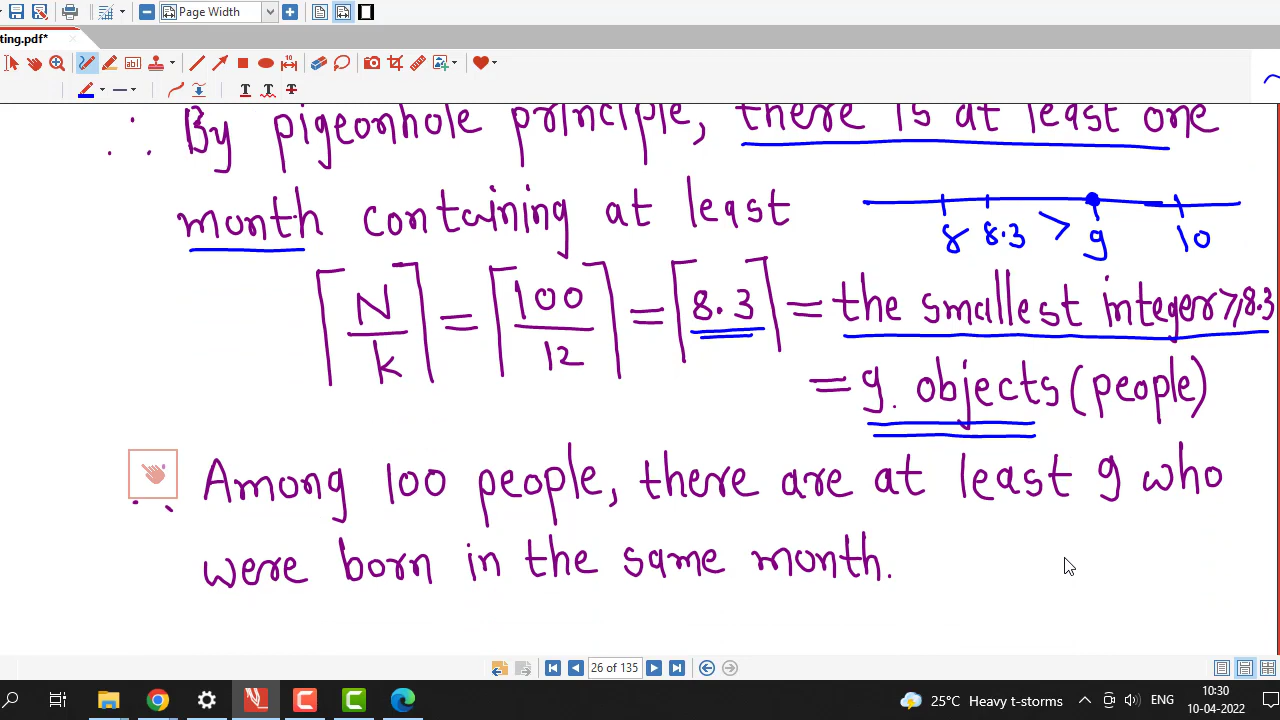 Page Width
ting.pdf*
∴ By pigeonhole principle, there is at least one
month containing at least
8 8.3 > 9 10
⌈N/k⌉ = ⌈100/12⌉ = ⌈8.3⌉ = the smallest integer ≥ 8.3
= 9 objects (people)
∴ Among 100 people, there are at least 9 who
were born in the same month.
26 of 135
25°C Heavy t-storms
ENG
10:30
10-04-2022